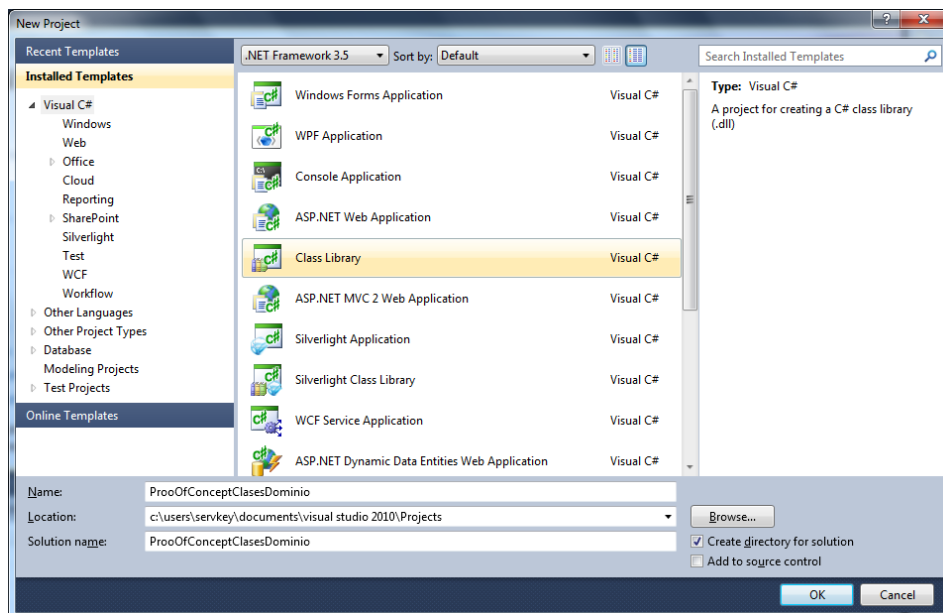 New Project
Recent Templates
Installed Templates
Visual C#
Windows
Web
Office
Cloud
Reporting
SharePoint
Silverlight
Test
WCF
Workflow
Other Languages
Other Project Types
Database
Modeling Projects
Test Projects
Online Templates
.NET Framework 3.5 Sort by: Default
Windows Forms Application Visual C#
WPF Application Visual C#
Console Application Visual C#
ASP.NET Web Application Visual C#
Class Library Visual C#
ASP.NET MVC 2 Web Application Visual C#
Silverlight Application Visual C#
Silverlight Class Library Visual C#
WCF Service Application Visual C#
ASP.NET Dynamic Data Entities Web Application Visual C#
Search Installed Templates
Type: Visual C#
A project for creating a C# class library
(.dll)
Name: ProoOfConceptClasesDominio
Location: c:\users\servkey\documents\visual studio 2010\Projects
Browse...
Solution name: ProoOfConceptClasesDominio
Create directory for solution
Add to source control
OK Cancel